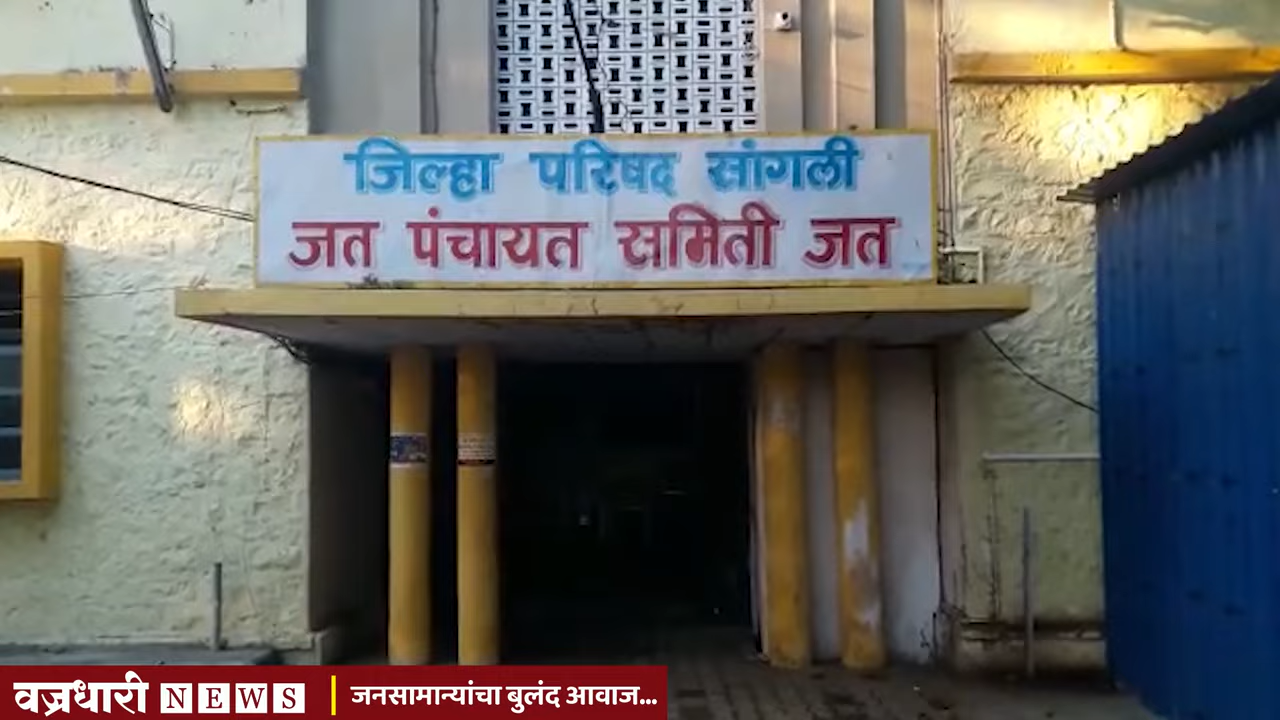 जिल्हा परिषद सांगली
जत पंचायत समिती जत
वज्रधारी NEWS जनसामान्यांचा बुलंद आवाज...